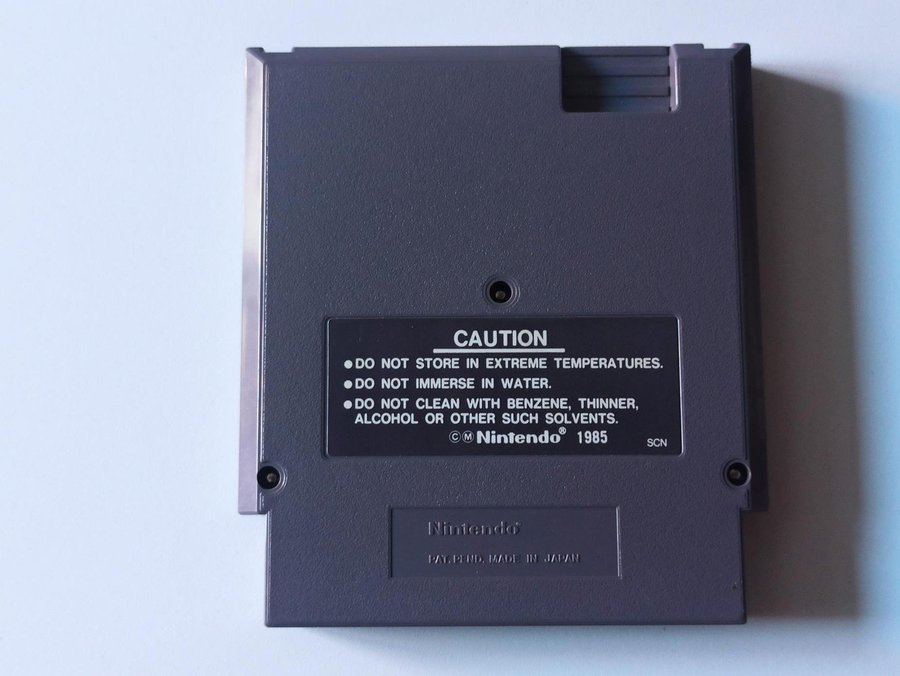 CAUTION
●DO NOT STORE IN EXTREME TEMPERATURES.
●DO NOT IMMERSE IN WATER.
●DO NOT CLEAN WITH BENZENE, THINNER,
ALCOHOL OR OTHER SUCH SOLVENTS.
©Ⓜ Nintendo® 1985
SCN
Nintendo®
PAT. PEND. MADE IN JAPAN